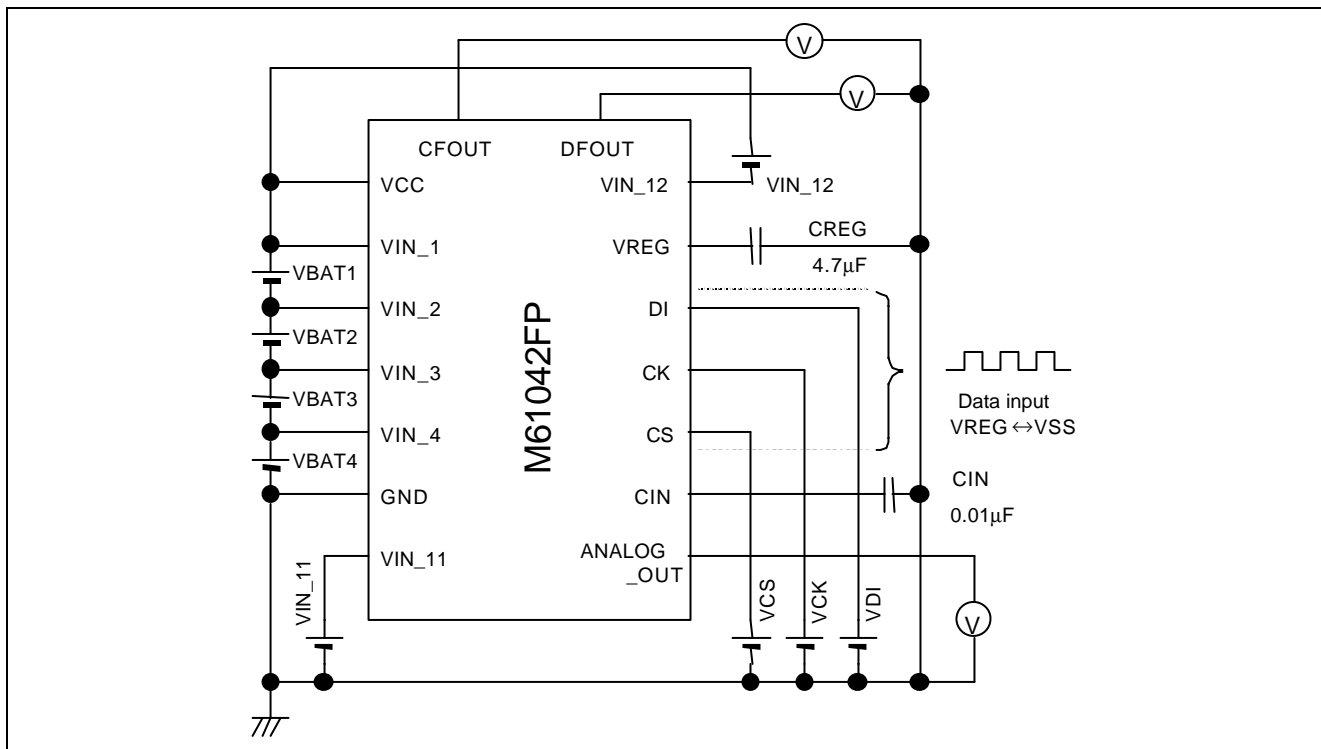 V
V
CFOUT DFOUT
VCC
VIN_12
VIN_12
VIN_1
VREG
CREG
4.7μF
VBAT1
VIN_2
DI
VBAT2
M61042FP
VIN_3
CK
VBAT3
Data input
VREG↔VSS
VIN_4
CS
VBAT4
GND
CIN
CIN
0.01μF
VIN_11
ANALOG
_OUT
VIN_11
VCS
VCK
VDI
V